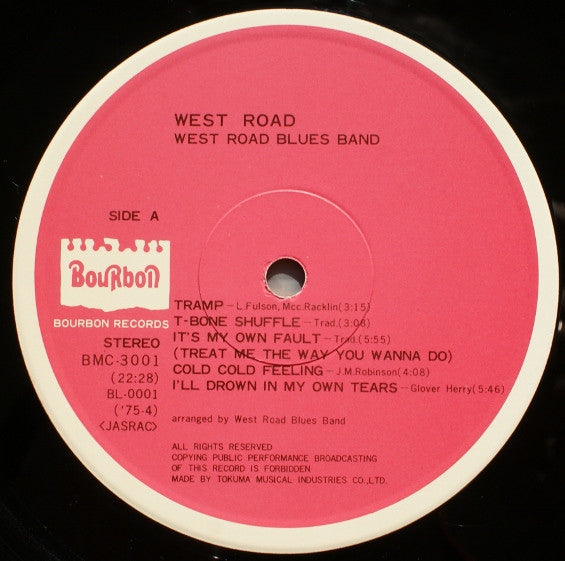 WEST ROAD
WEST ROAD BLUES BAND
SIDE A
BouRboN
BOURBON RECORDS
STEREO
BMC-3001
(22:28)
BL-0001
('75-4)
<JASRAC>
TRAMP-L.Fulson, Mcc.Racklin(3:15)
T-BONE SHUFFLE-Trad.(3:08)
IT'S MY OWN FAULT-Trad.(5:55)
(TREAT ME THE WAY YOU WANNA DO)
COLD COLD FEELING-J.M.Robinson(4:08)
I'LL DROWN IN MY OWN TEARS-Glover Herry(5:46)
arranged by West Road Blues Band
ALL RIGHTS RESERVED
COPYING PUBLIC PERFORMANCE BROADCASTING
OF THIS RECORD IS FORBIDDEN
MADE BY TOKUMA MUSICAL INDUSTRIES CO.,LTD.